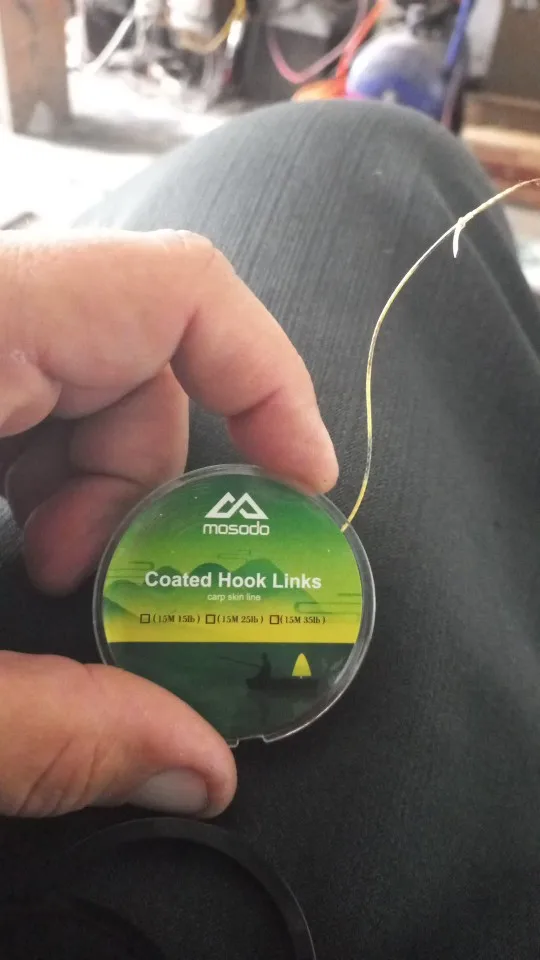 mosodo
Coated Hook Links
carp skin line
(15M 15lb) (15M 25lb) (15M 35lb)